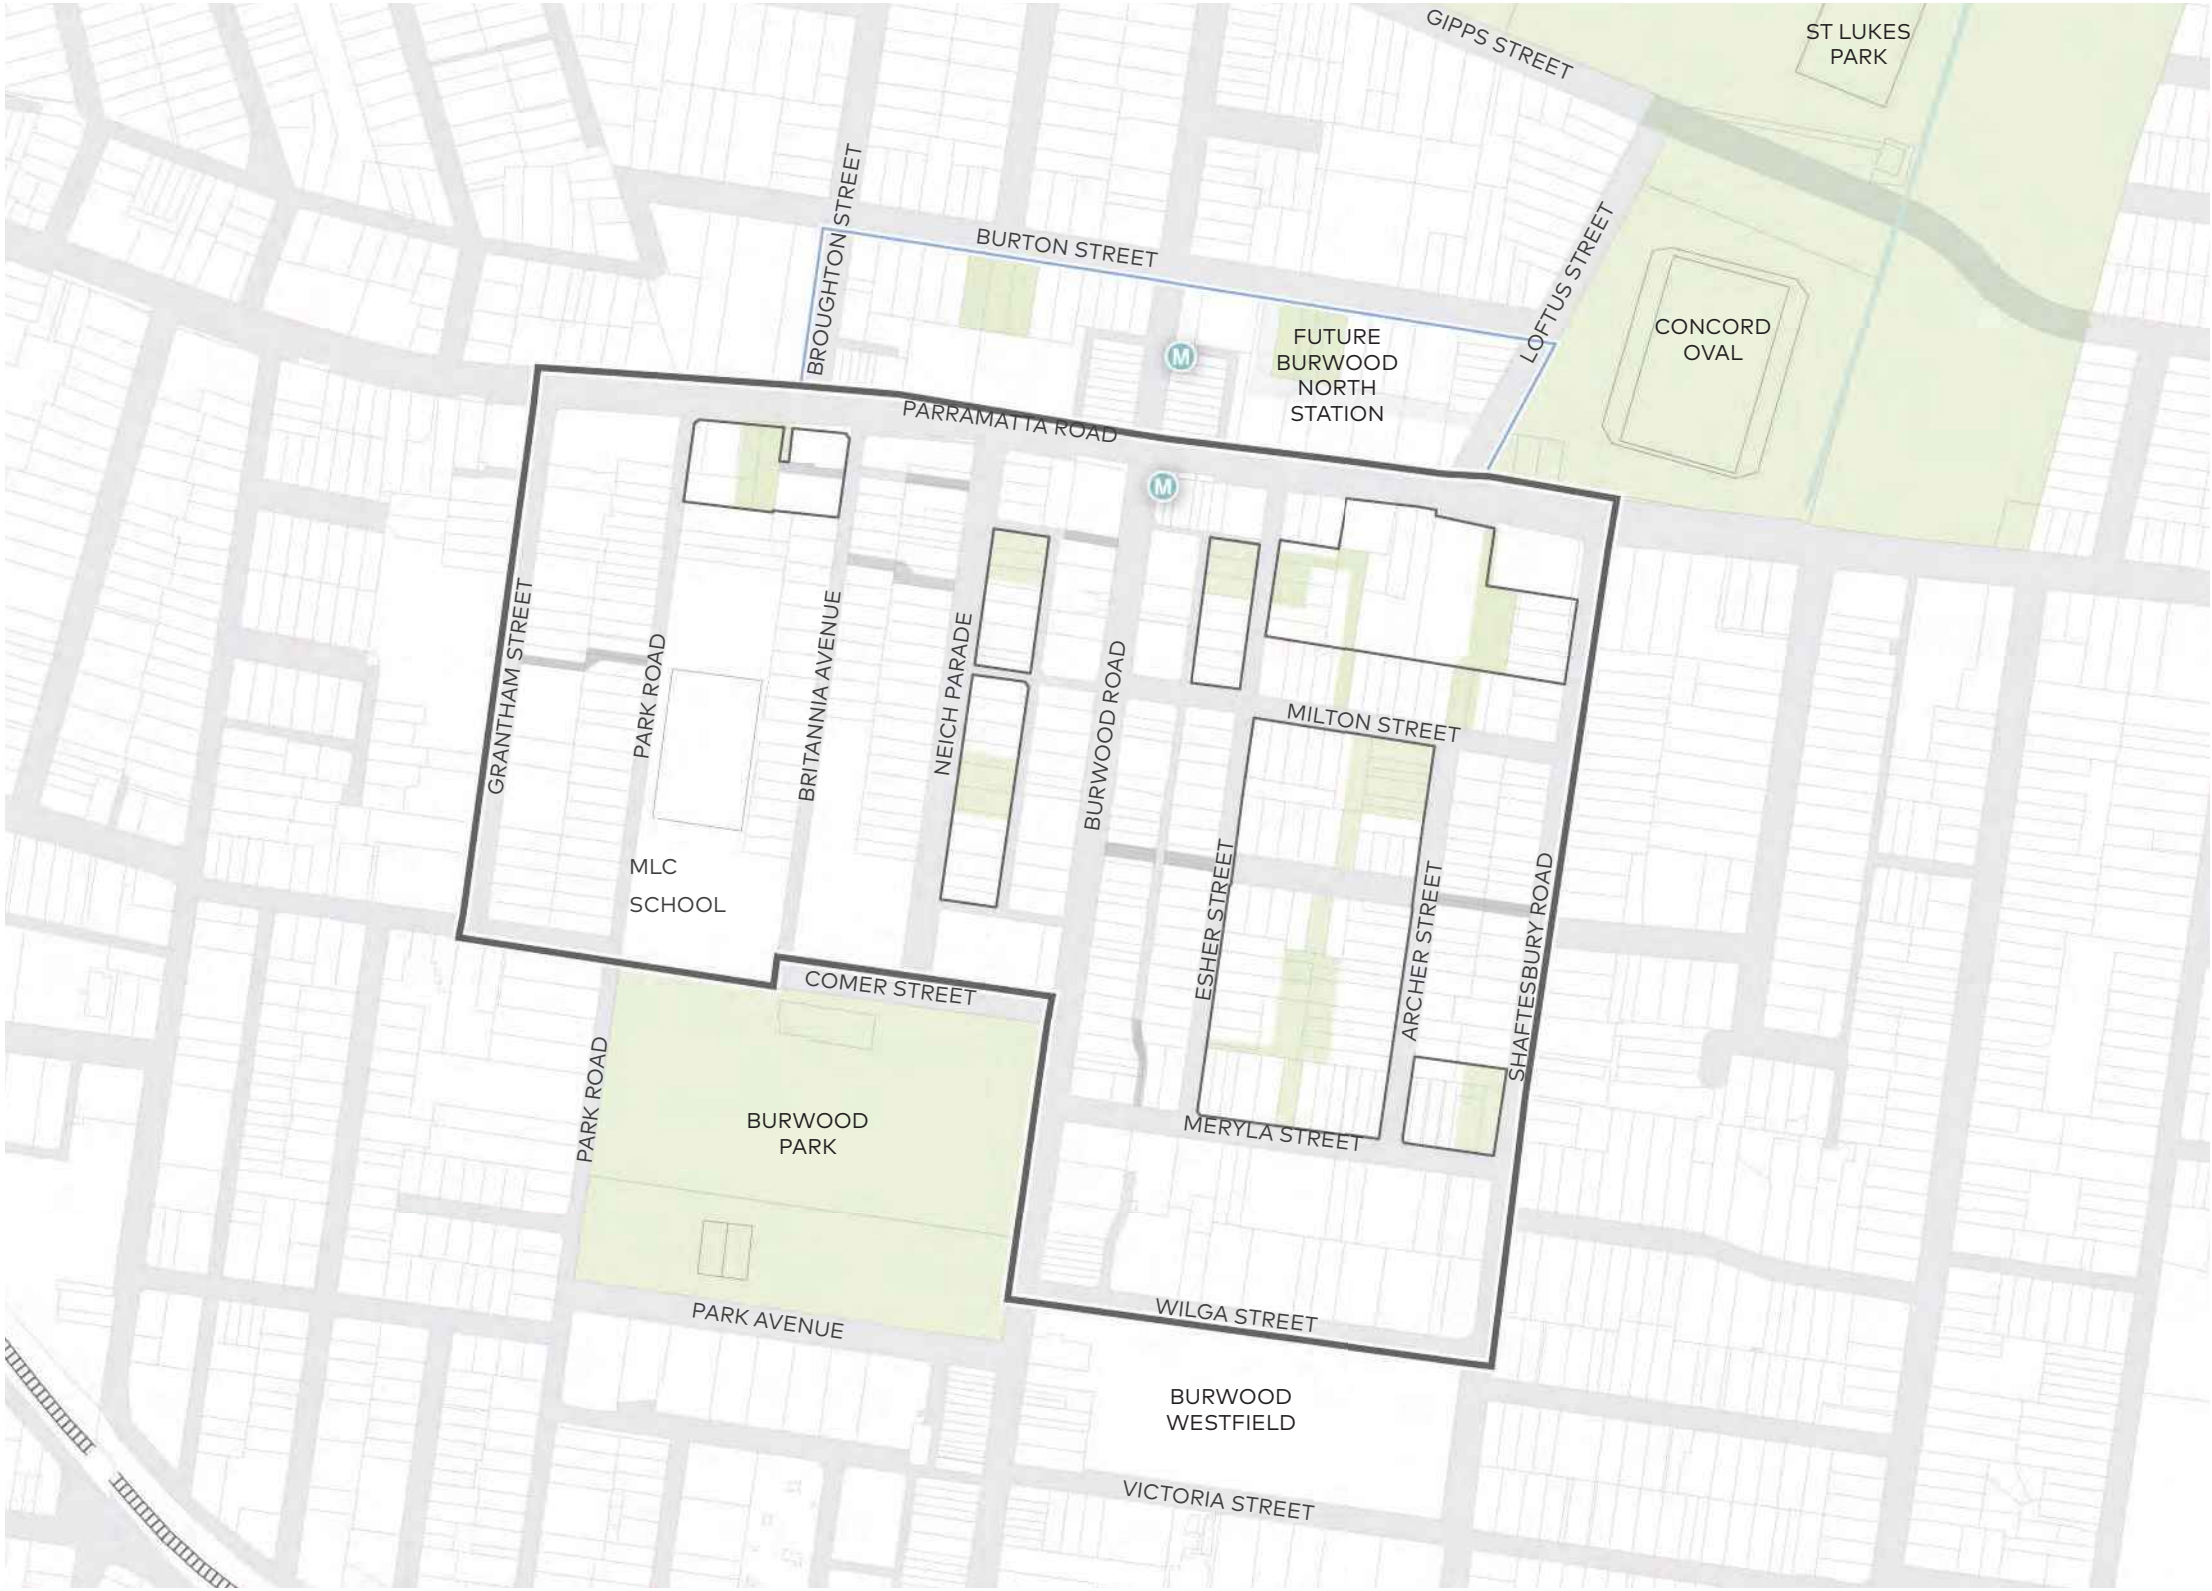 GIPPS STREET
ST LUKES
PARK
BROUGHTON STREET
BURTON STREET
LOFTUS STREET
M
FUTURE
BURWOOD
NORTH
STATION
CONCORD
OVAL
PARRAMATTA ROAD
M
GRANTHAM STREET
PARK ROAD
BRITANNIA AVENUE
NEICH PARADE
BURWOOD ROAD
MILTON STREET
MLC
SCHOOL
ESHER STREET
ARCHER STREET
SHAFTESBURY ROAD
COMER STREET
PARK ROAD
BURWOOD
PARK
MERYLA STREET
PARK AVENUE
WILGA STREET
BURWOOD
WESTFIELD
VICTORIA STREET